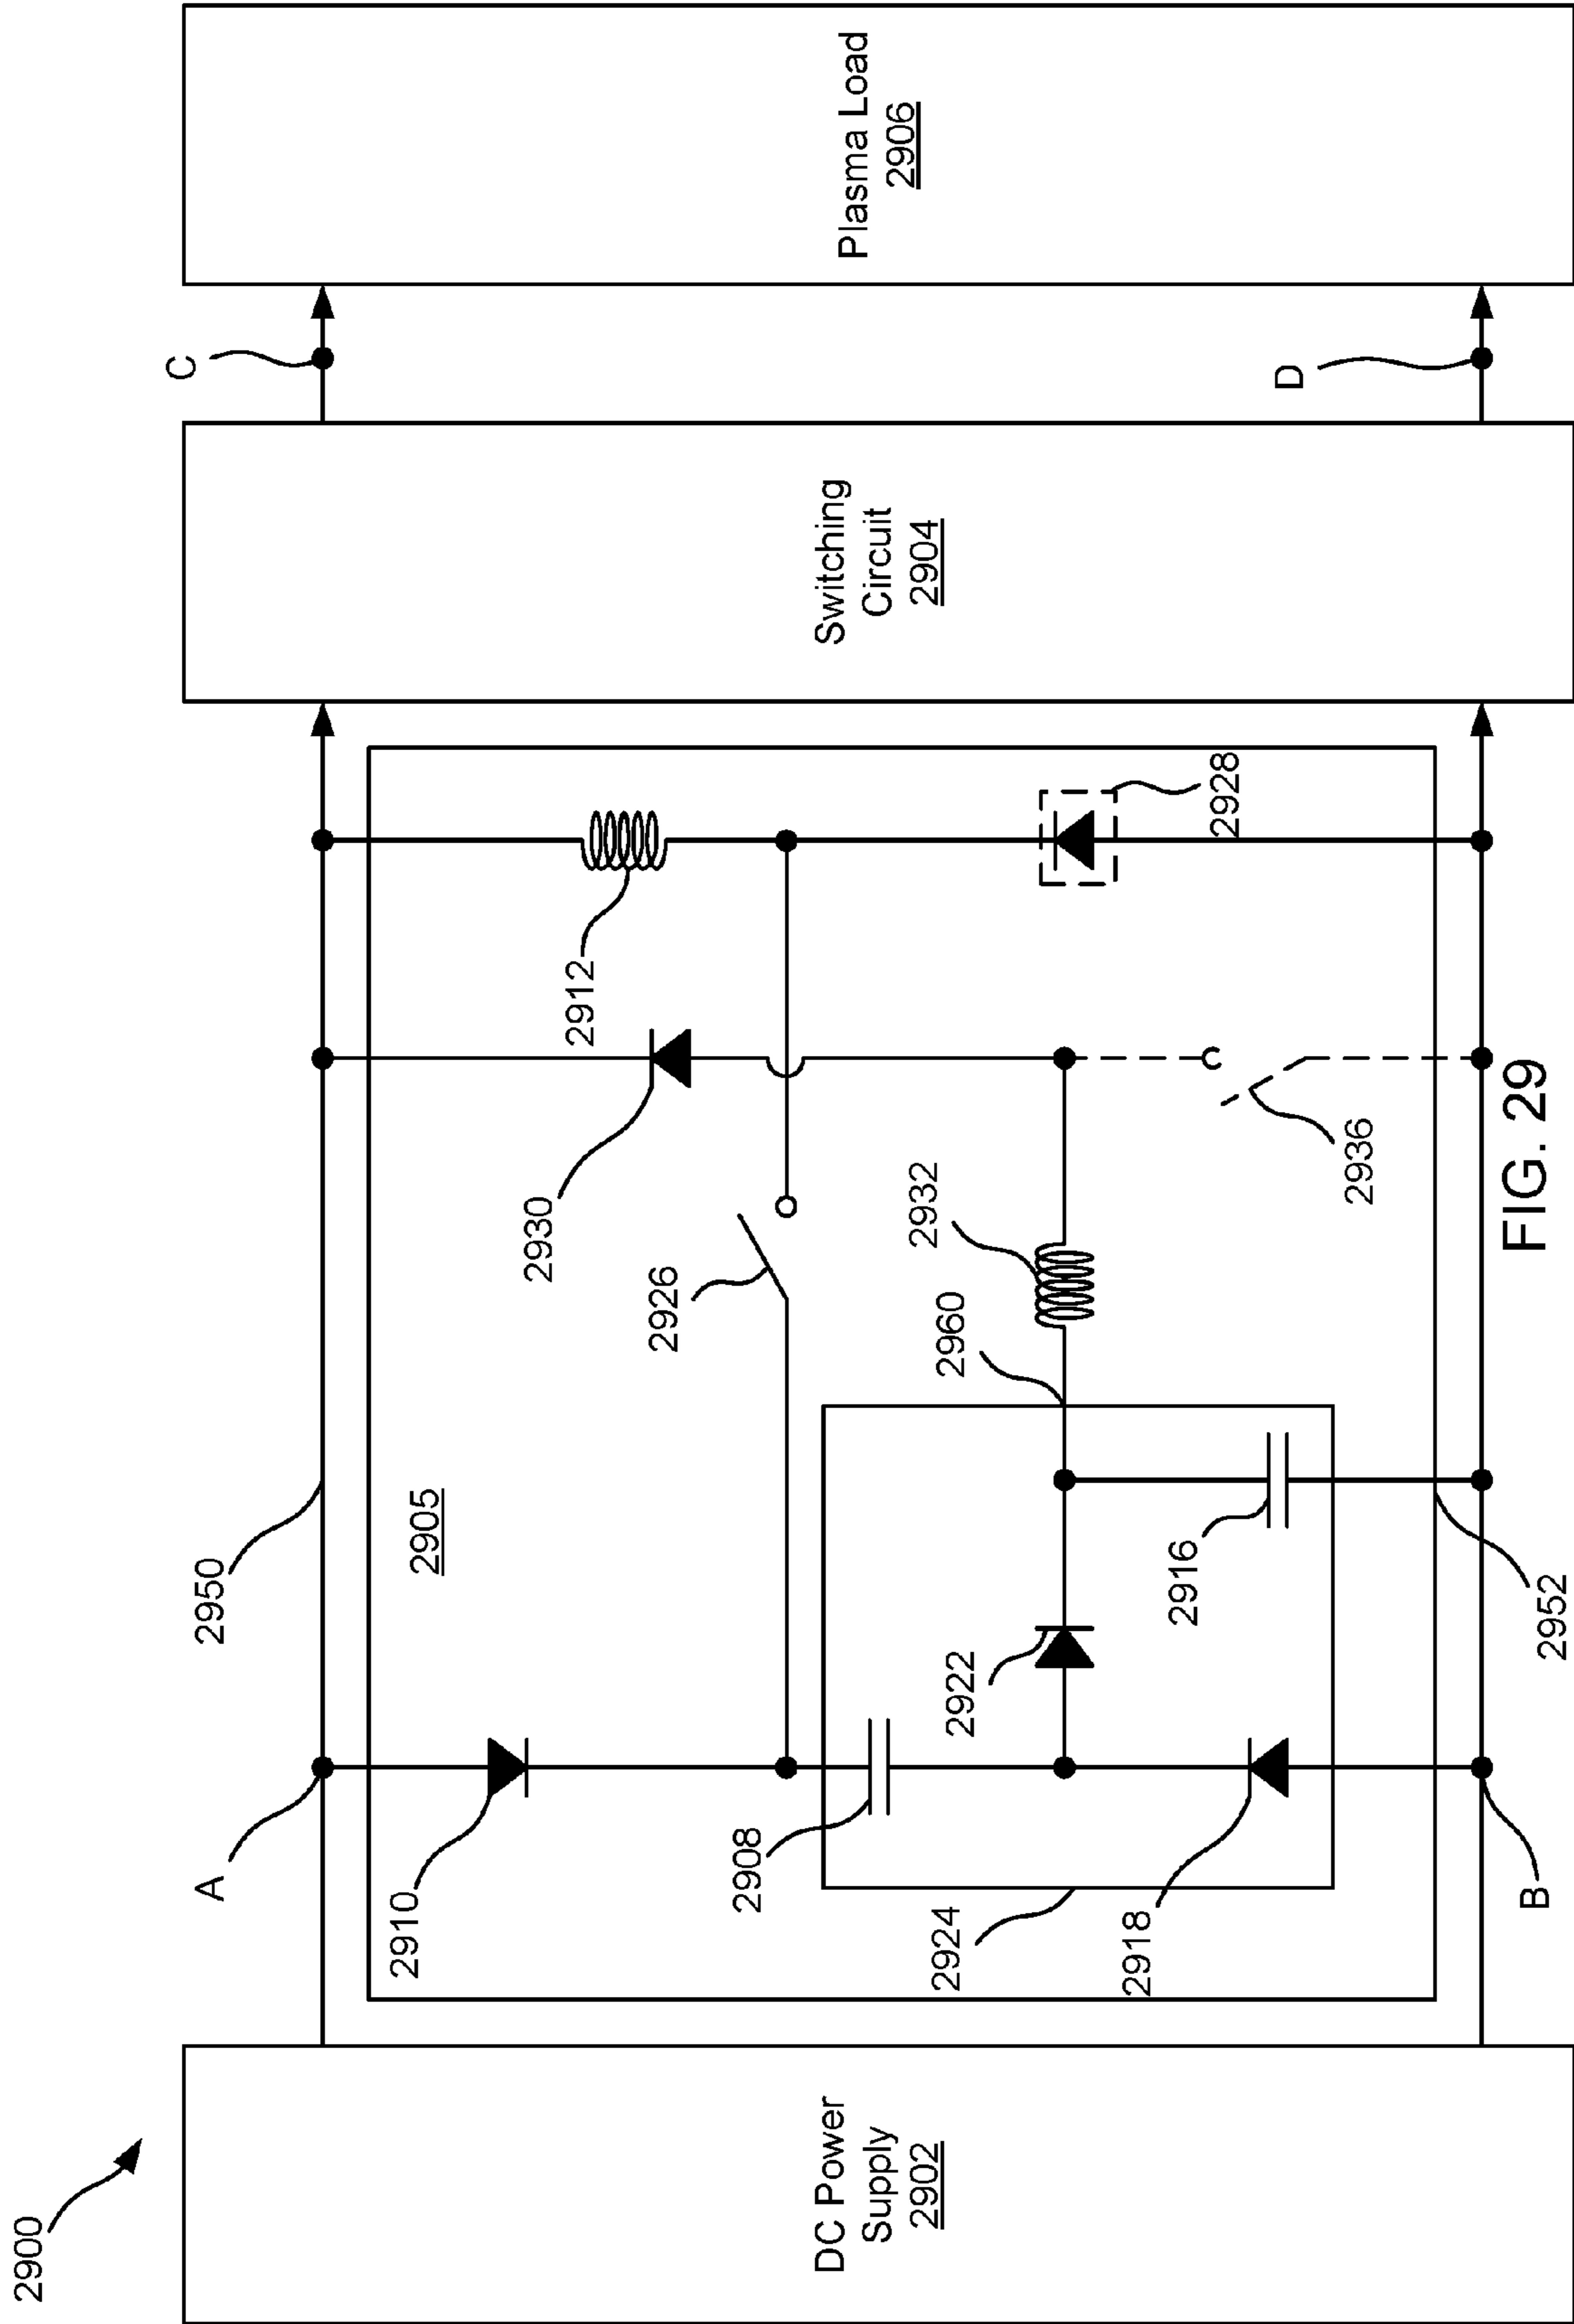 2900
DC Power
Supply
2902
A
2950
C
2905
2910
2908
2924
2918
B
2922
2916
2952
2926
2960
2932
2930
2912
2936
2928
Switching
Circuit
2904
D
Plasma Load
2906
FIG. 29